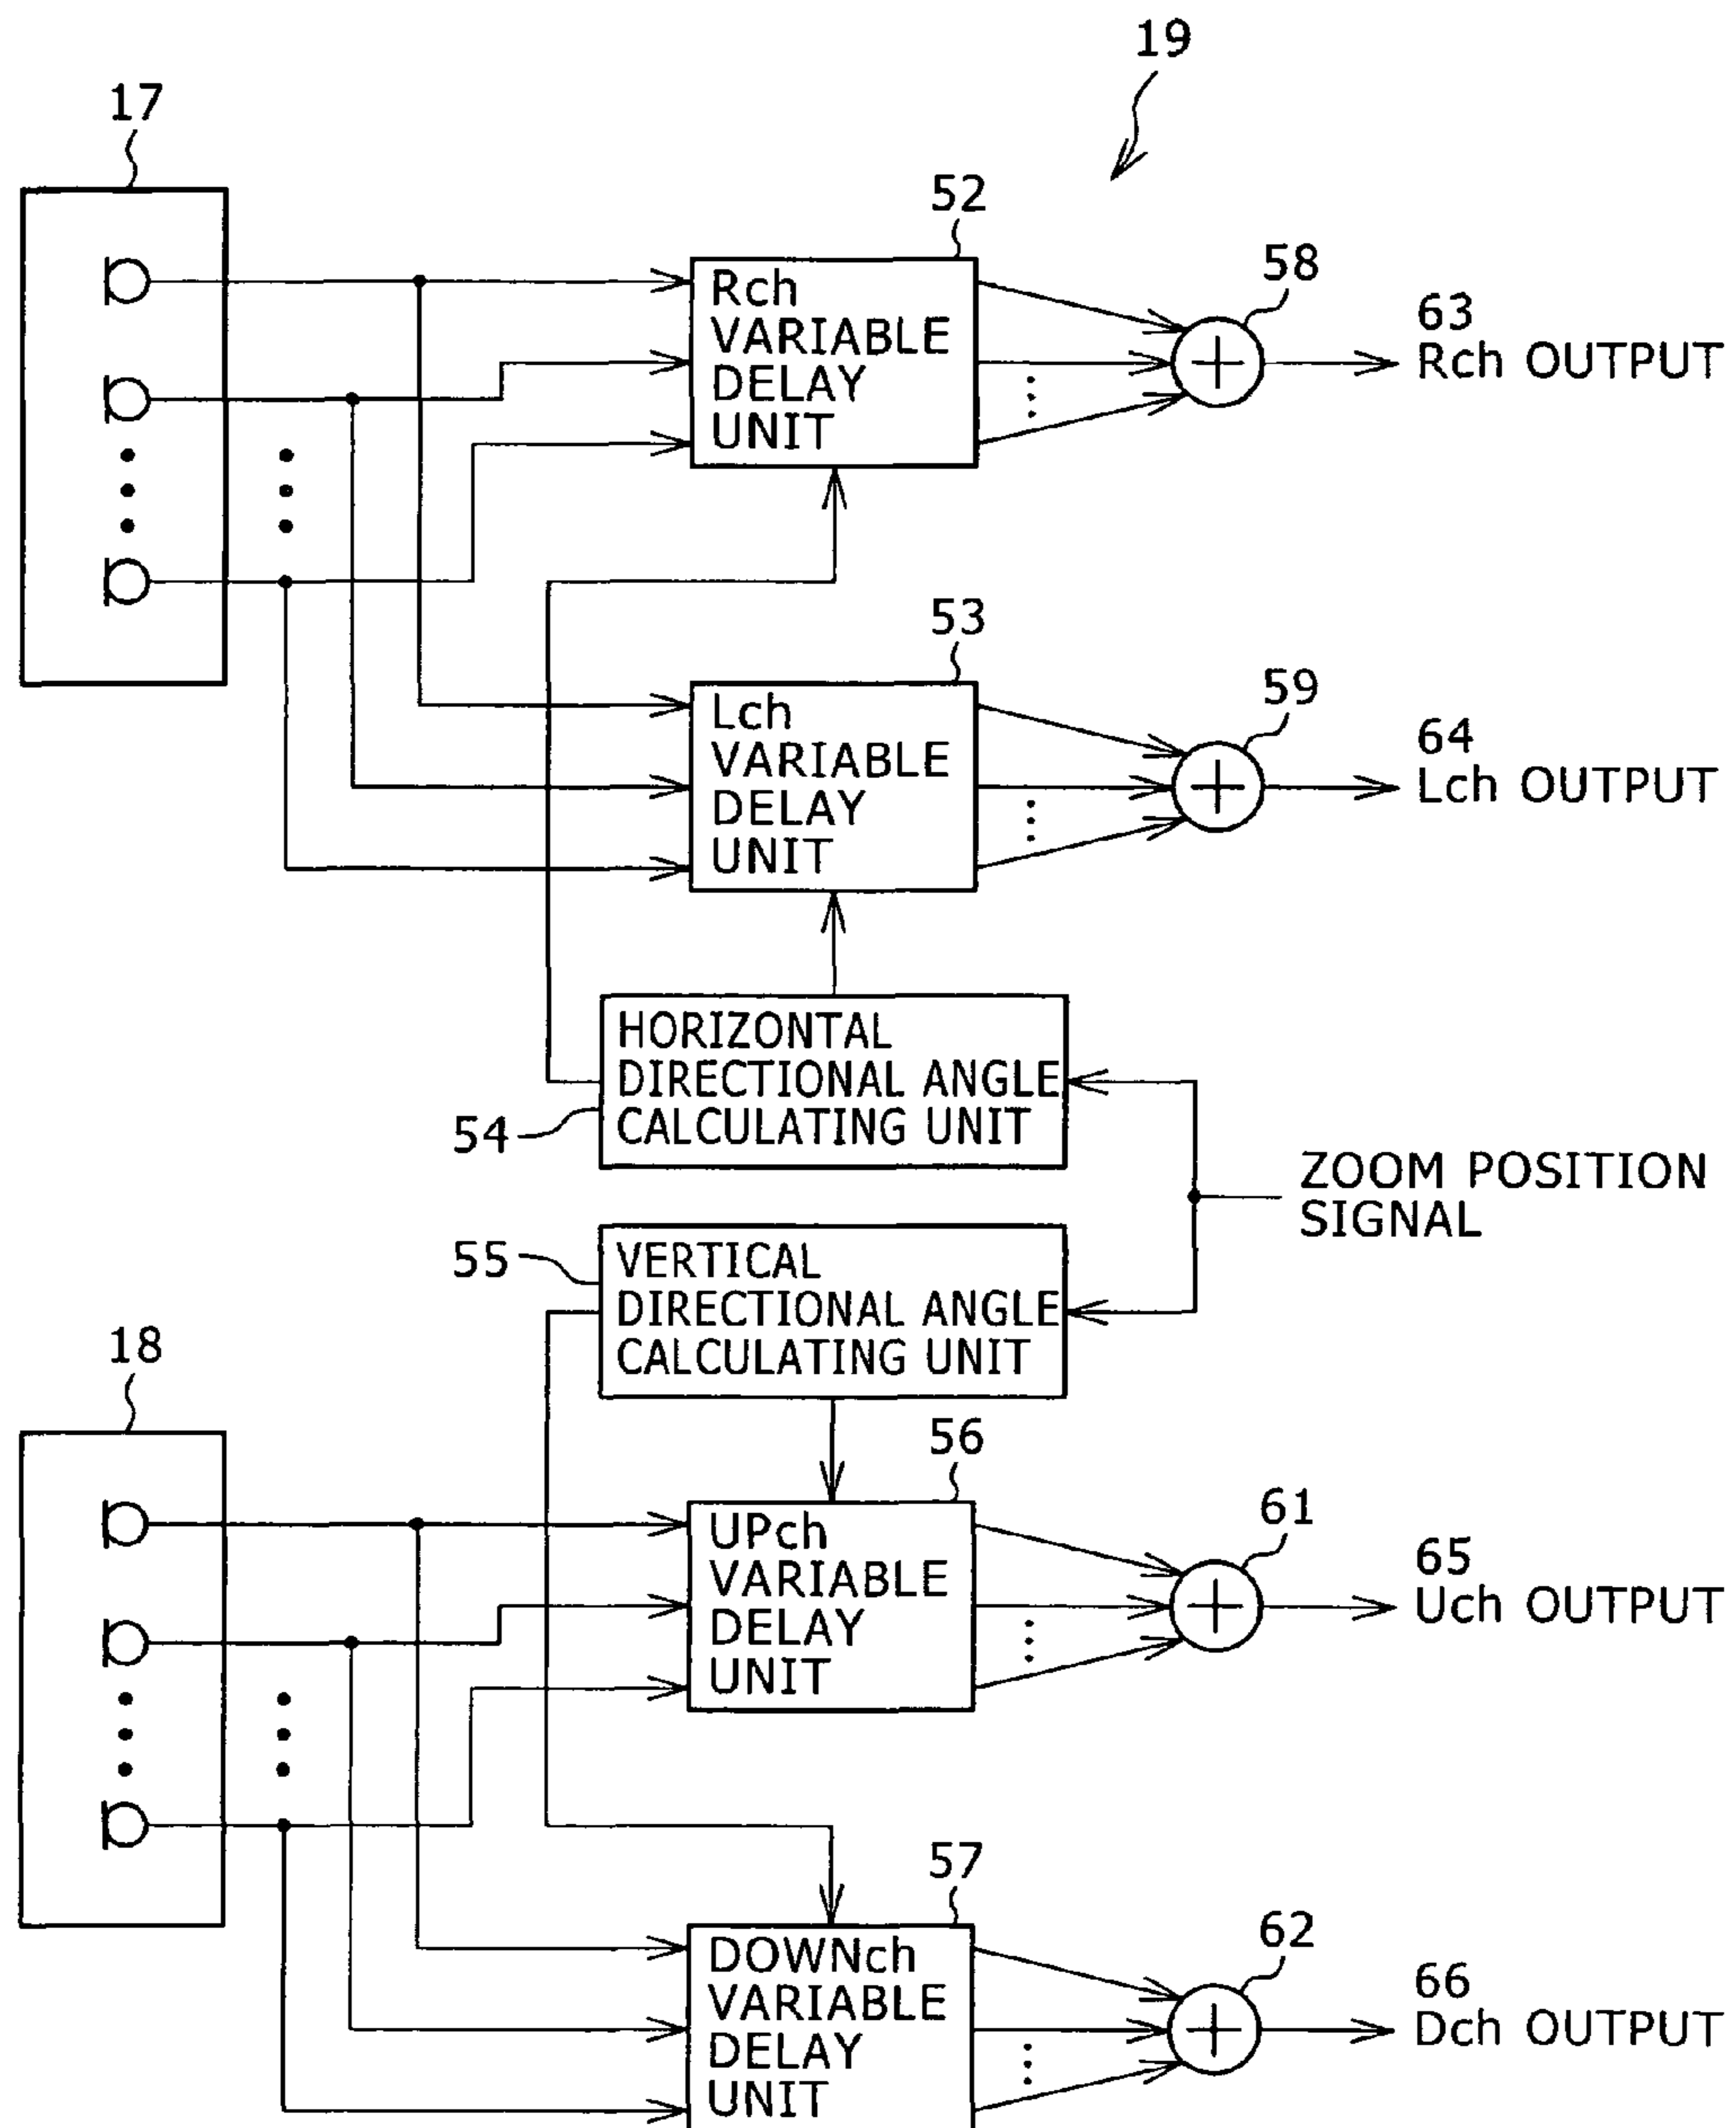 19
17
52
Rch
VARIABLE
DELAY
UNIT
58
63
Rch OUTPUT
53
Lch
VARIABLE
DELAY
UNIT
59
64
Lch OUTPUT
HORIZONTAL
DIRECTIONAL ANGLE
CALCULATING UNIT
54
ZOOM POSITION
SIGNAL
55
VERTICAL
DIRECTIONAL ANGLE
CALCULATING UNIT
18
56
UPch
VARIABLE
DELAY
UNIT
61
65
Uch OUTPUT
57
DOWNch
VARIABLE
DELAY
UNIT
62
66
Dch OUTPUT